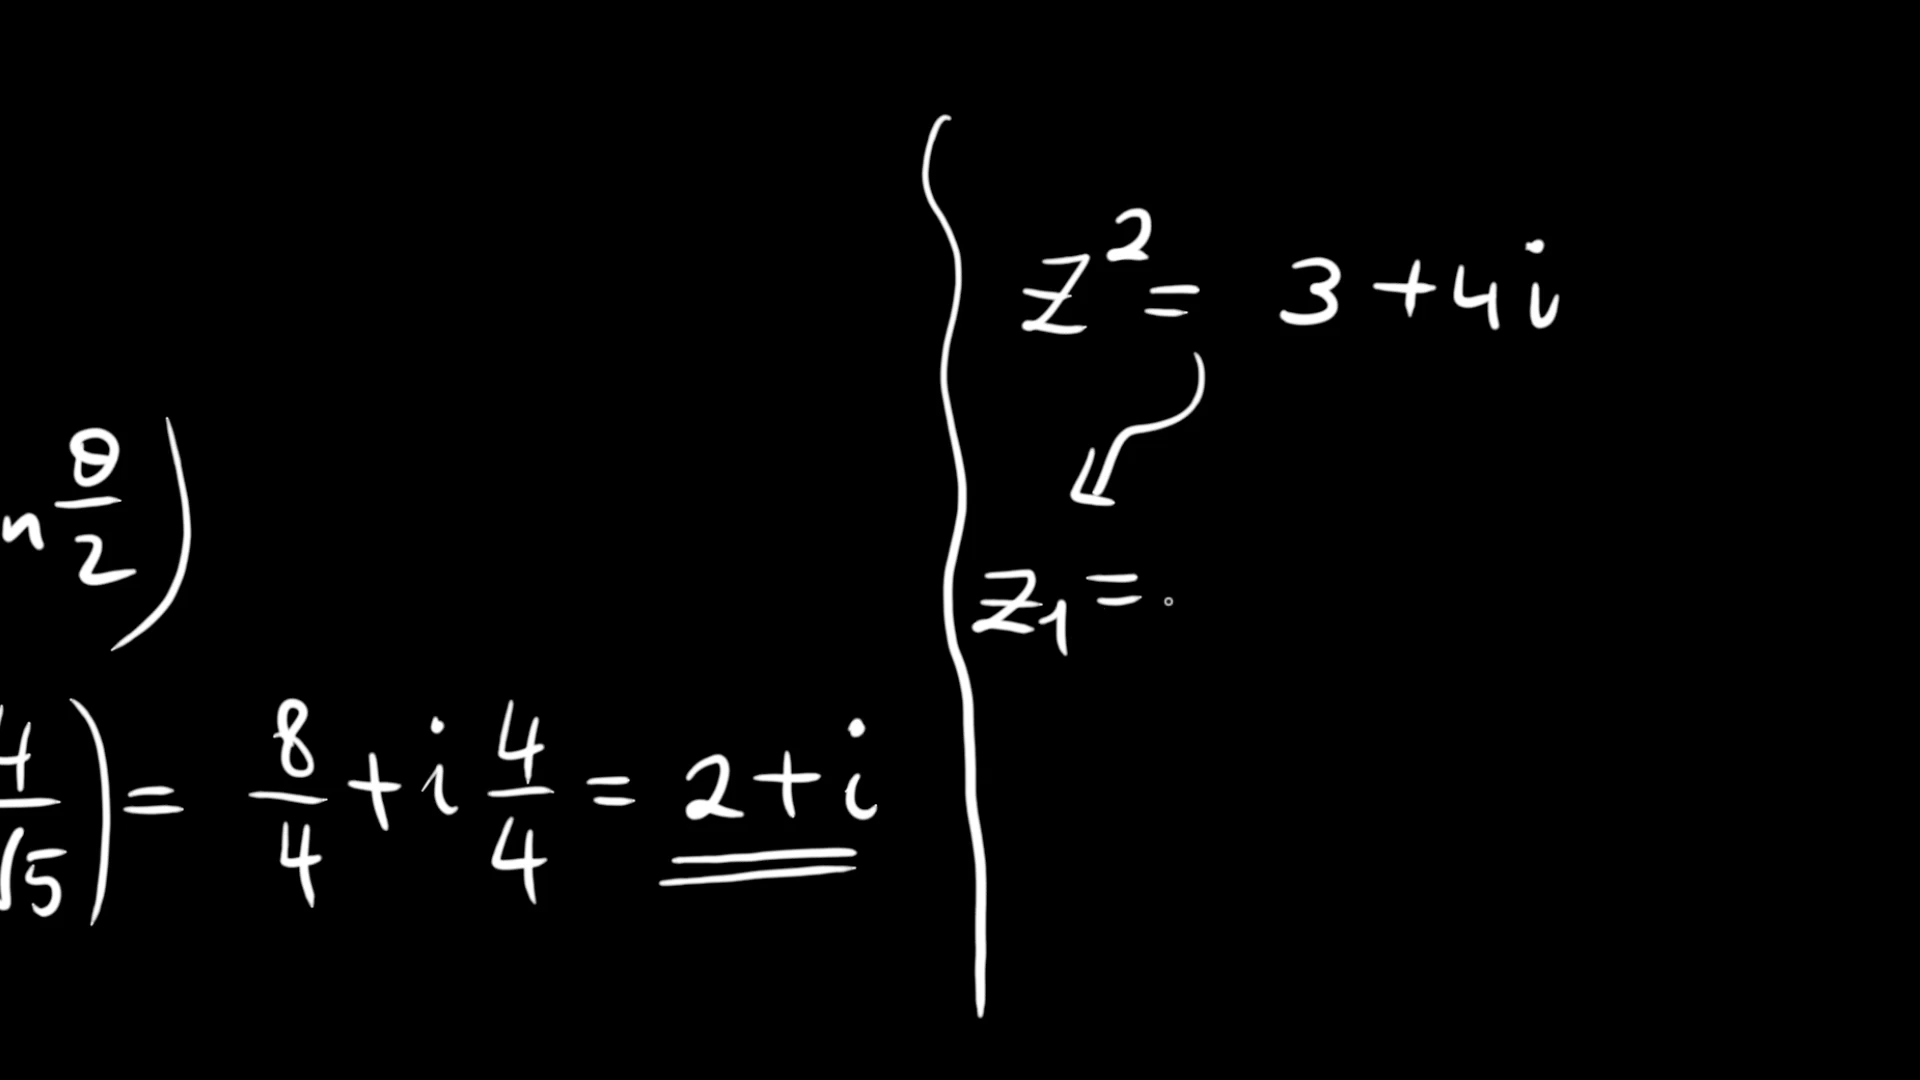 n θ/2)
4/√5) = 8/4 + i 4/4 = 2 + i
z² = 3 + 4i
z₁ =